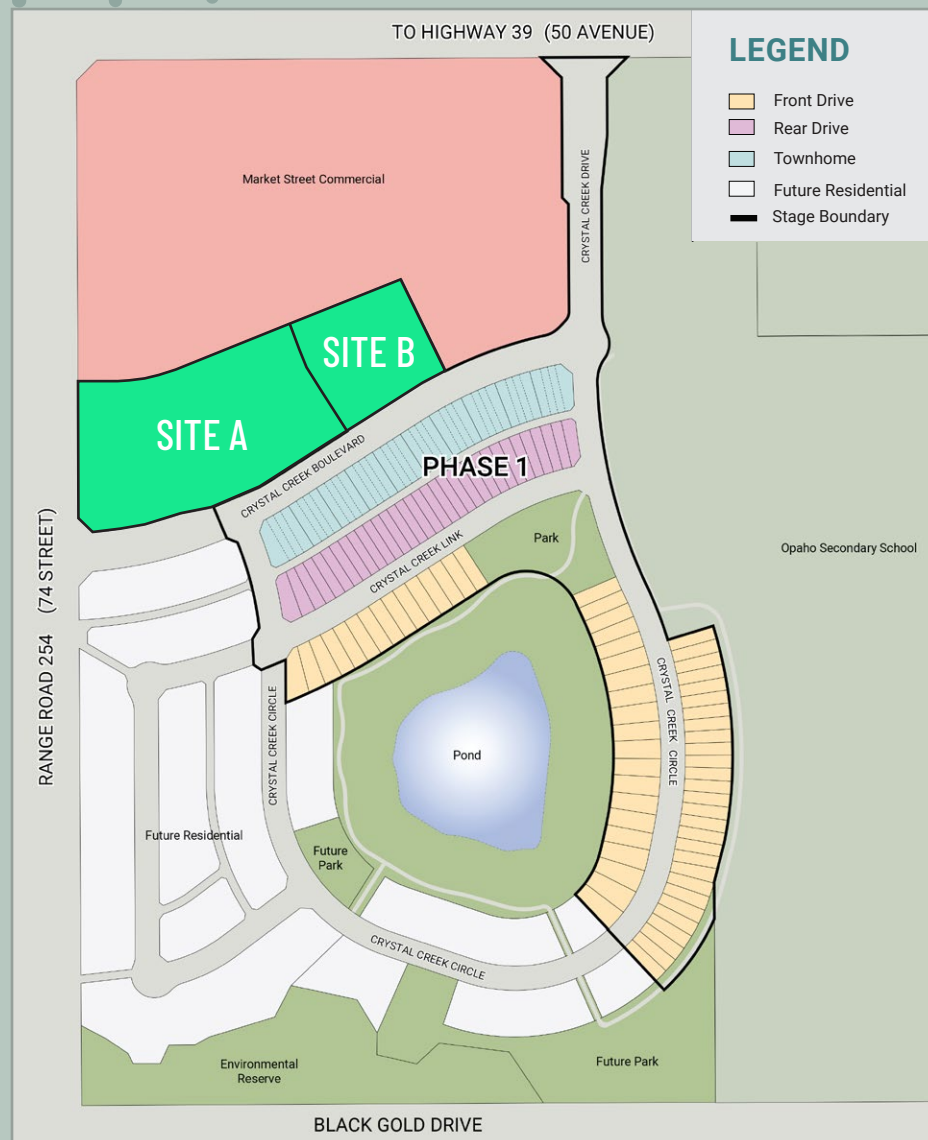 TO HIGHWAY 39 (50 AVENUE)
LEGEND
Front Drive
Rear Drive
Townhome
Future Residential
Stage Boundary
Market Street Commercial
CRYSTAL CREEK DRIVE
SITE B
SITE A
CRYSTAL CREEK BOULEVARD
PHASE 1
CRYSTAL CREEK LINK
Park
Opaho Secondary School
RANGE ROAD 254 (74 STREET)
CRYSTAL CREEK CIRCLE
CRYSTAL CREEK CIRCLE
Pond
Future Residential
Future
Park
CRYSTAL CREEK CIRCLE
Environmental
Reserve
Future Park
BLACK GOLD DRIVE